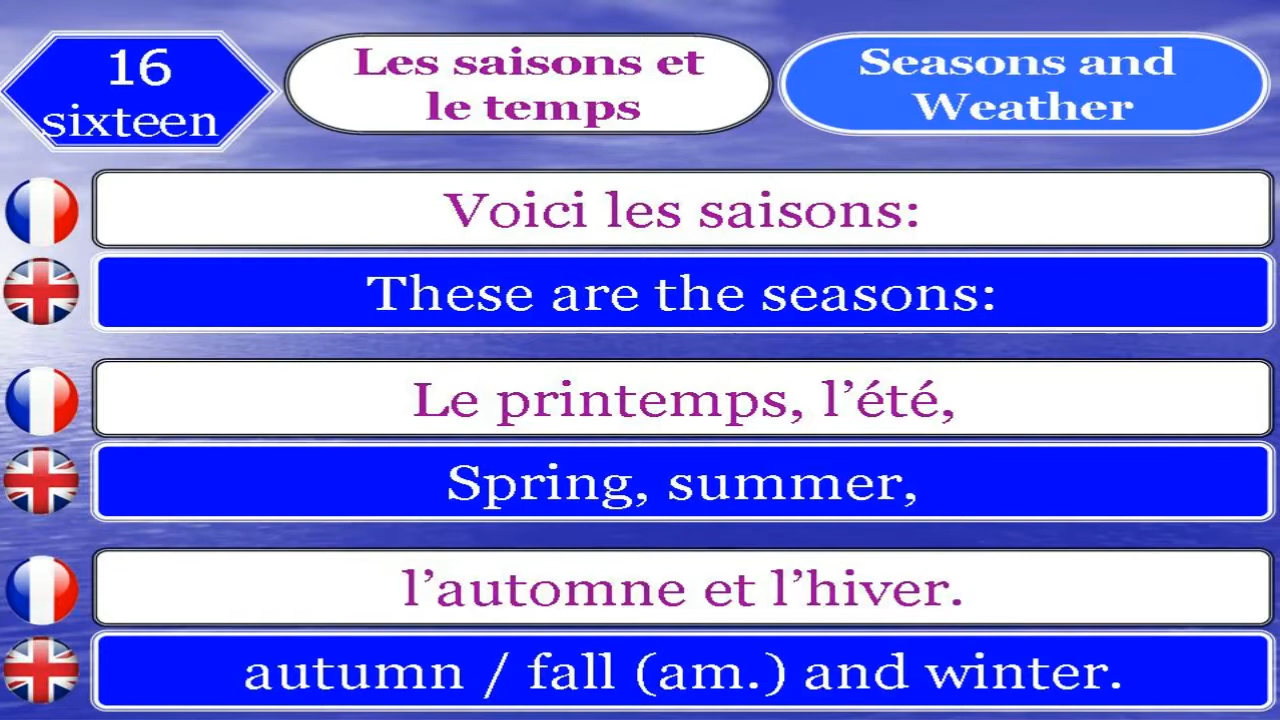 16
sixteen
Les saisons et
le temps
Seasons and
Weather
Voici les saisons:
These are the seasons:
Le printemps, l’été,
Spring, summer,
l’automne et l’hiver.
autumn / fall (am.) and winter.